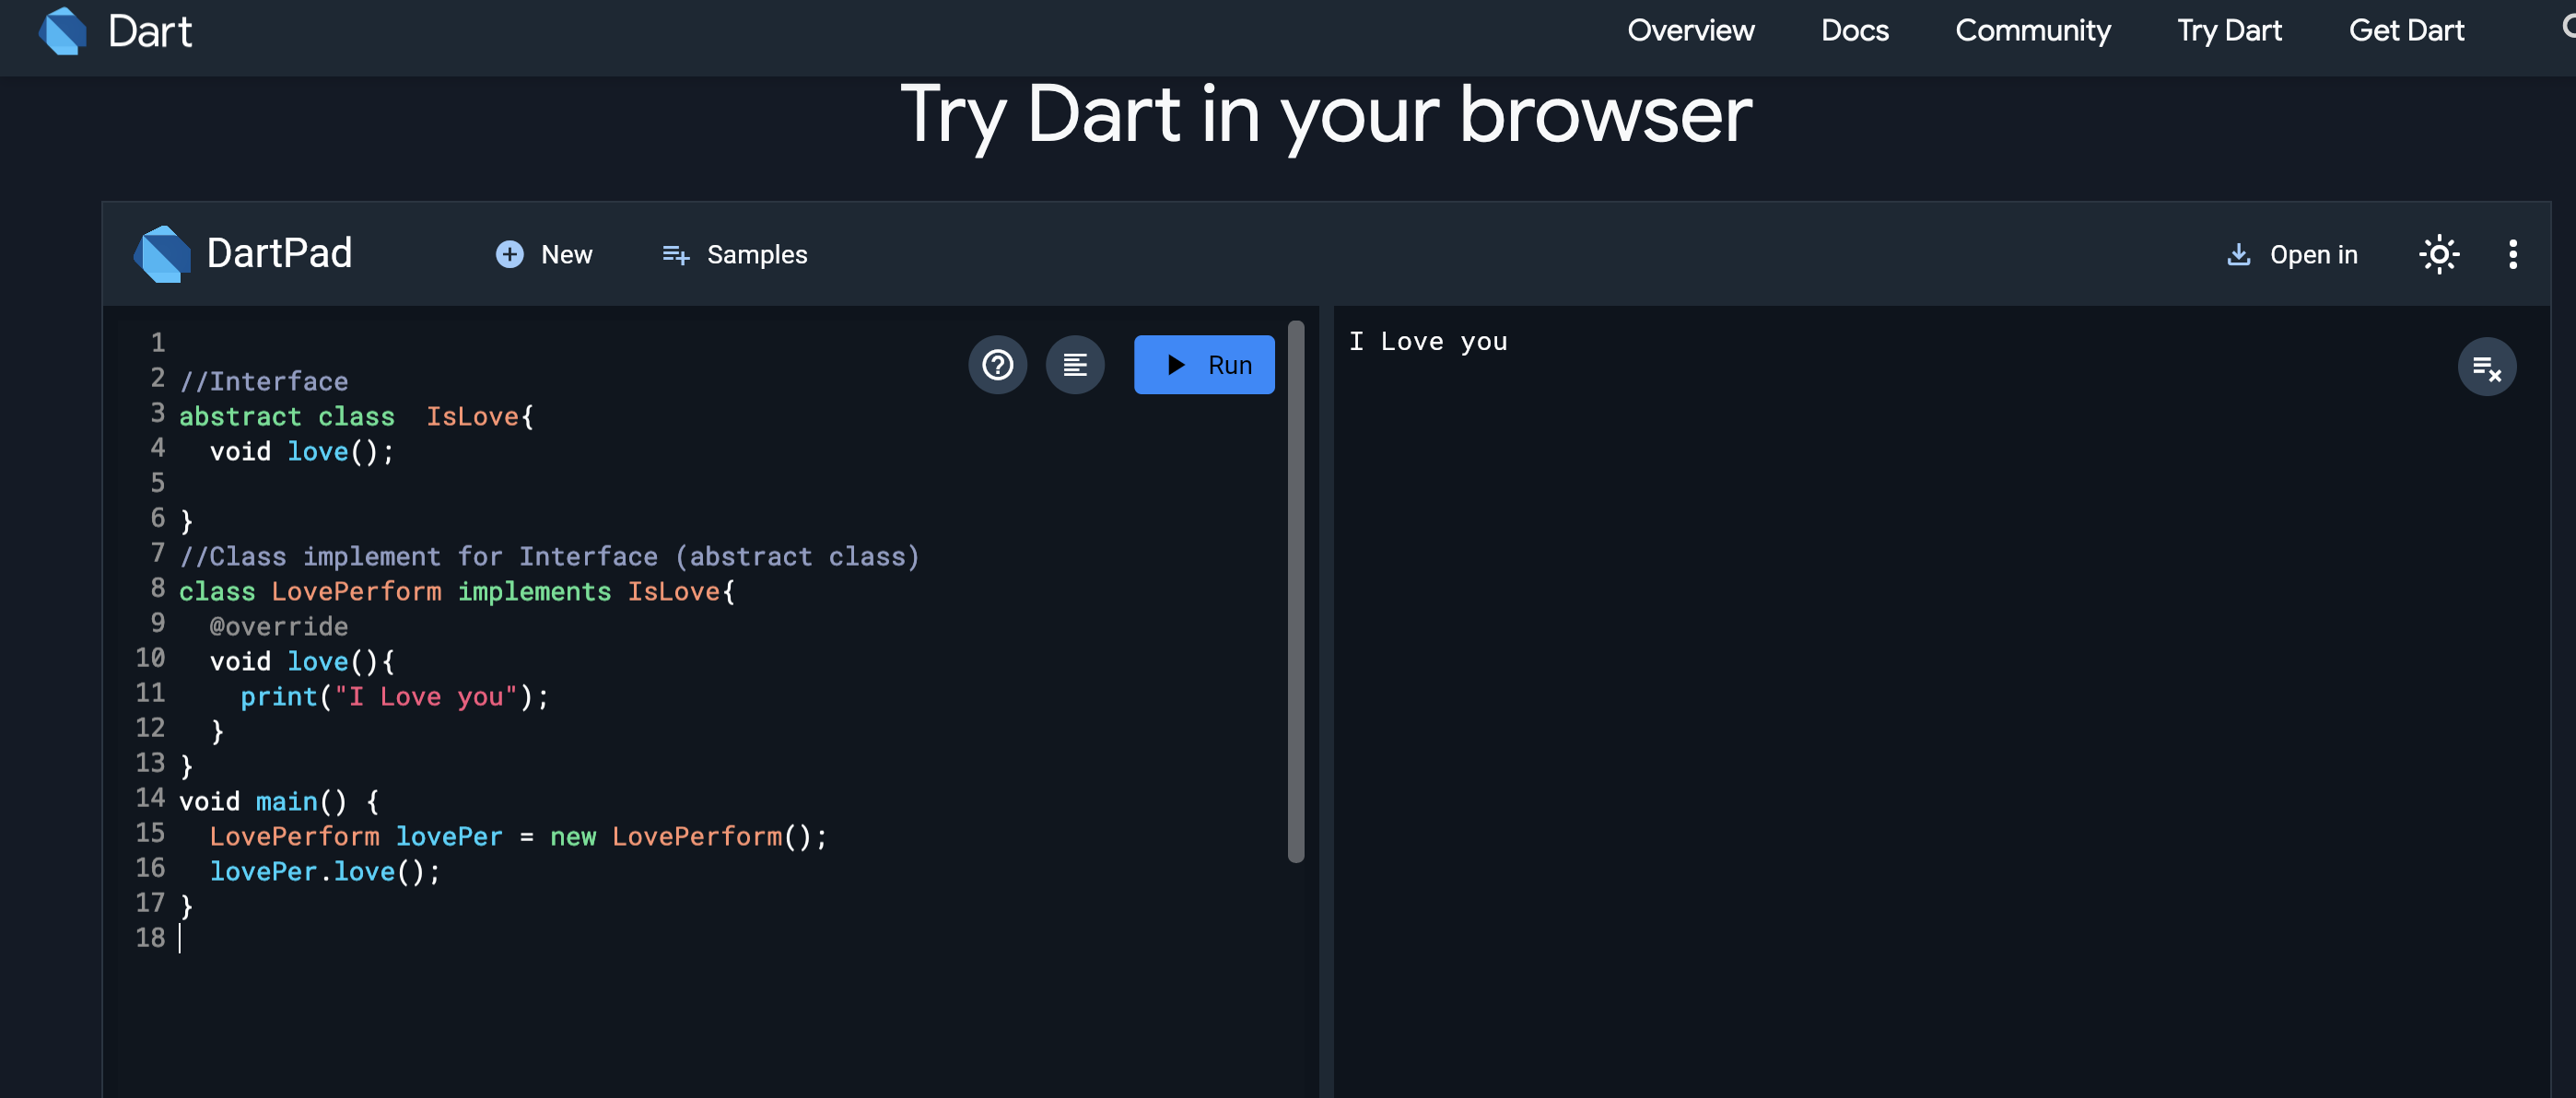 Dart
Overview Docs Community Try Dart Get Dart
Try Dart in your browser
DartPad New Samples Open in
Run
1
2 //Interface
3 abstract class  IsLove{
4   void love();
5
6 }
7 //Class implement for Interface (abstract class)
8 class LovePerform implements IsLove{
9   @override
10   void love(){
11     print("I Love you");
12   }
13 }
14 void main() {
15   LovePerform lovePer = new LovePerform();
16   lovePer.love();
17 }
18
I Love you